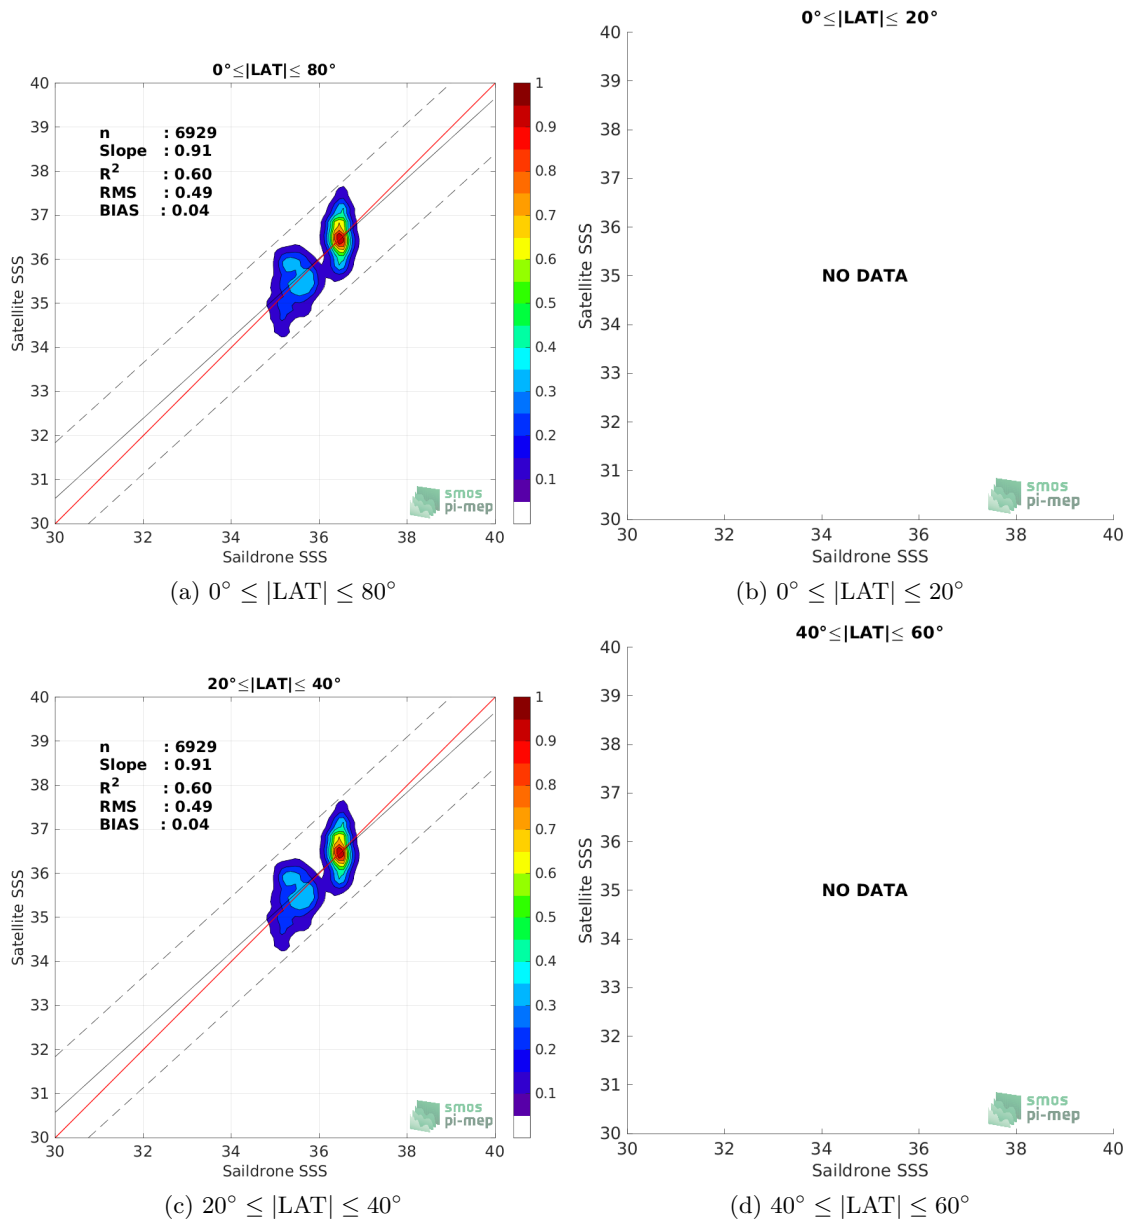 0°≤|LAT|≤ 80°
40
39
38
37
36
35
34
33
32
31
30
Satellite SSS
n : 6929
Slope : 0.91
R² : 0.60
RMS : 0.49
BIAS : 0.04
smos
pi-mep
30 32 34 36 38 40
Saildrone SSS
1
0.9
0.8
0.7
0.6
0.5
0.4
0.3
0.2
0.1
(a) 0° ≤ |LAT| ≤ 80°
0°≤|LAT|≤ 20°
40
39
38
37
36
35
34
33
32
31
30
Satellite SSS
NO DATA
smos
pi-mep
30 32 34 36 38 40
Saildrone SSS
(b) 0° ≤ |LAT| ≤ 20°
20°≤|LAT|≤ 40°
40
39
38
37
36
35
34
33
32
31
30
Satellite SSS
n : 6929
Slope : 0.91
R² : 0.60
RMS : 0.49
BIAS : 0.04
smos
pi-mep
30 32 34 36 38 40
Saildrone SSS
1
0.9
0.8
0.7
0.6
0.5
0.4
0.3
0.2
0.1
(c) 20° ≤ |LAT| ≤ 40°
40°≤|LAT|≤ 60°
40
39
38
37
36
35
34
33
32
31
30
Satellite SSS
NO DATA
smos
pi-mep
30 32 34 36 38 40
Saildrone SSS
(d) 40° ≤ |LAT| ≤ 60°